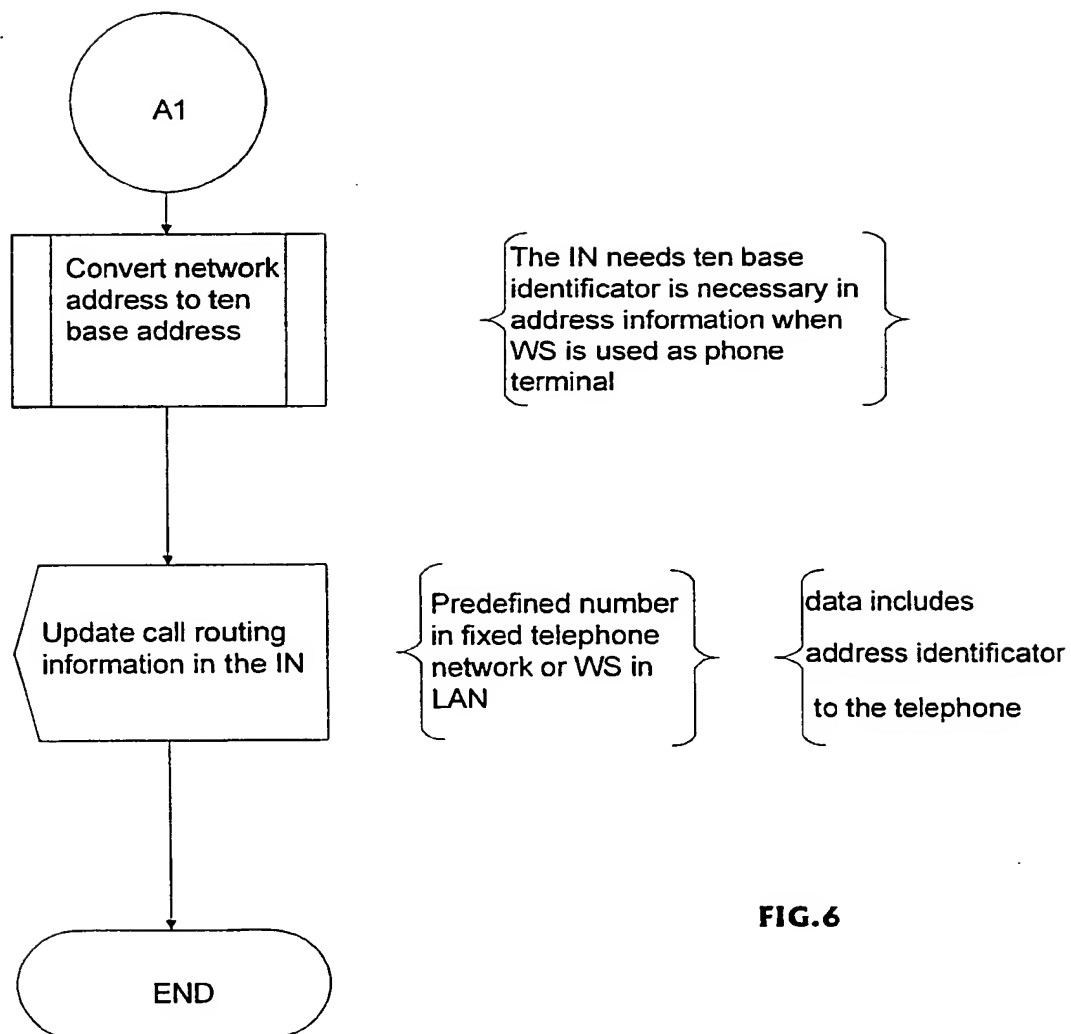 A1
Convert network
address to ten
base address
The IN needs ten base
identificator is necessary in
address information when
WS is used as phone
terminal
Update call routing
information in the IN
Predefined number
in fixed telephone
network or WS in
LAN
data includes
address identificator
to the telephone
FIG.6
END